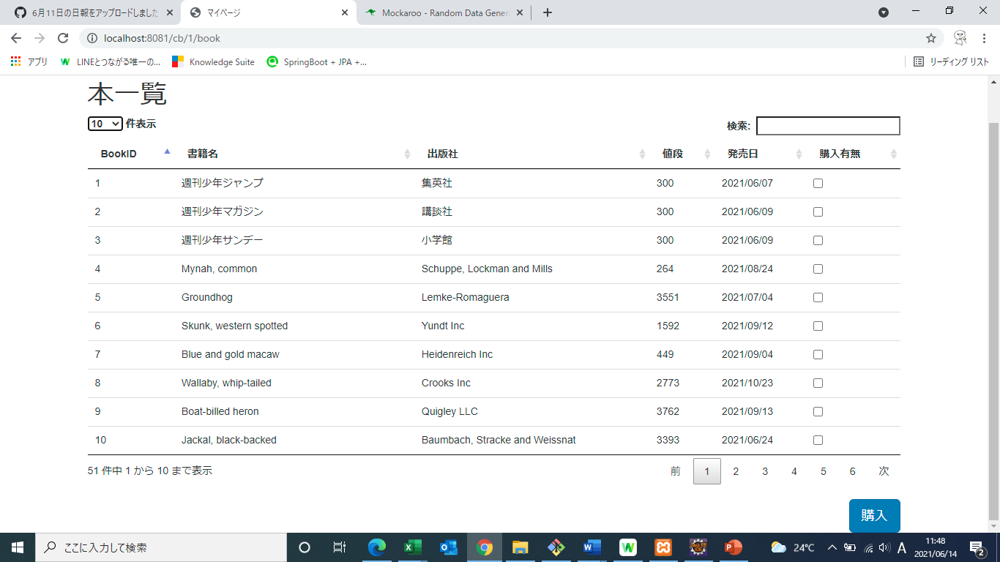 6月11日の日報をアップロードしました
マイページ
Mockaroo - Random Data Gener
localhost:8081/cb/1/book
アプリ
LINEとつながる唯一の...
Knowledge Suite
SpringBoot + JPA +...
リーディング リスト
本一覧
10 件表示
検索:
BookID 書籍名 出版社 値段 発売日 購入有無
1 週刊少年ジャンプ 集英社 300 2021/06/07
2 週刊少年マガジン 講談社 300 2021/06/09
3 週刊少年サンデー 小学館 300 2021/06/09
4 Mynah, common Schuppe, Lockman and Mills 264 2021/08/24
5 Groundhog Lemke-Romaguera 3551 2021/07/04
6 Skunk, western spotted Yundt Inc 1592 2021/09/12
7 Blue and gold macaw Heidenreich Inc 449 2021/09/04
8 Wallaby, whip-tailed Crooks Inc 2773 2021/10/23
9 Boat-billed heron Quigley LLC 3762 2021/09/13
10 Jackal, black-backed Baumbach, Stracke and Weissnat 3393 2021/06/24
51 件中 1 から 10 まで表示
前 1 2 3 4 5 6 次
購入
ここに入力して検索
24℃
A
11:48
2021/06/14
2